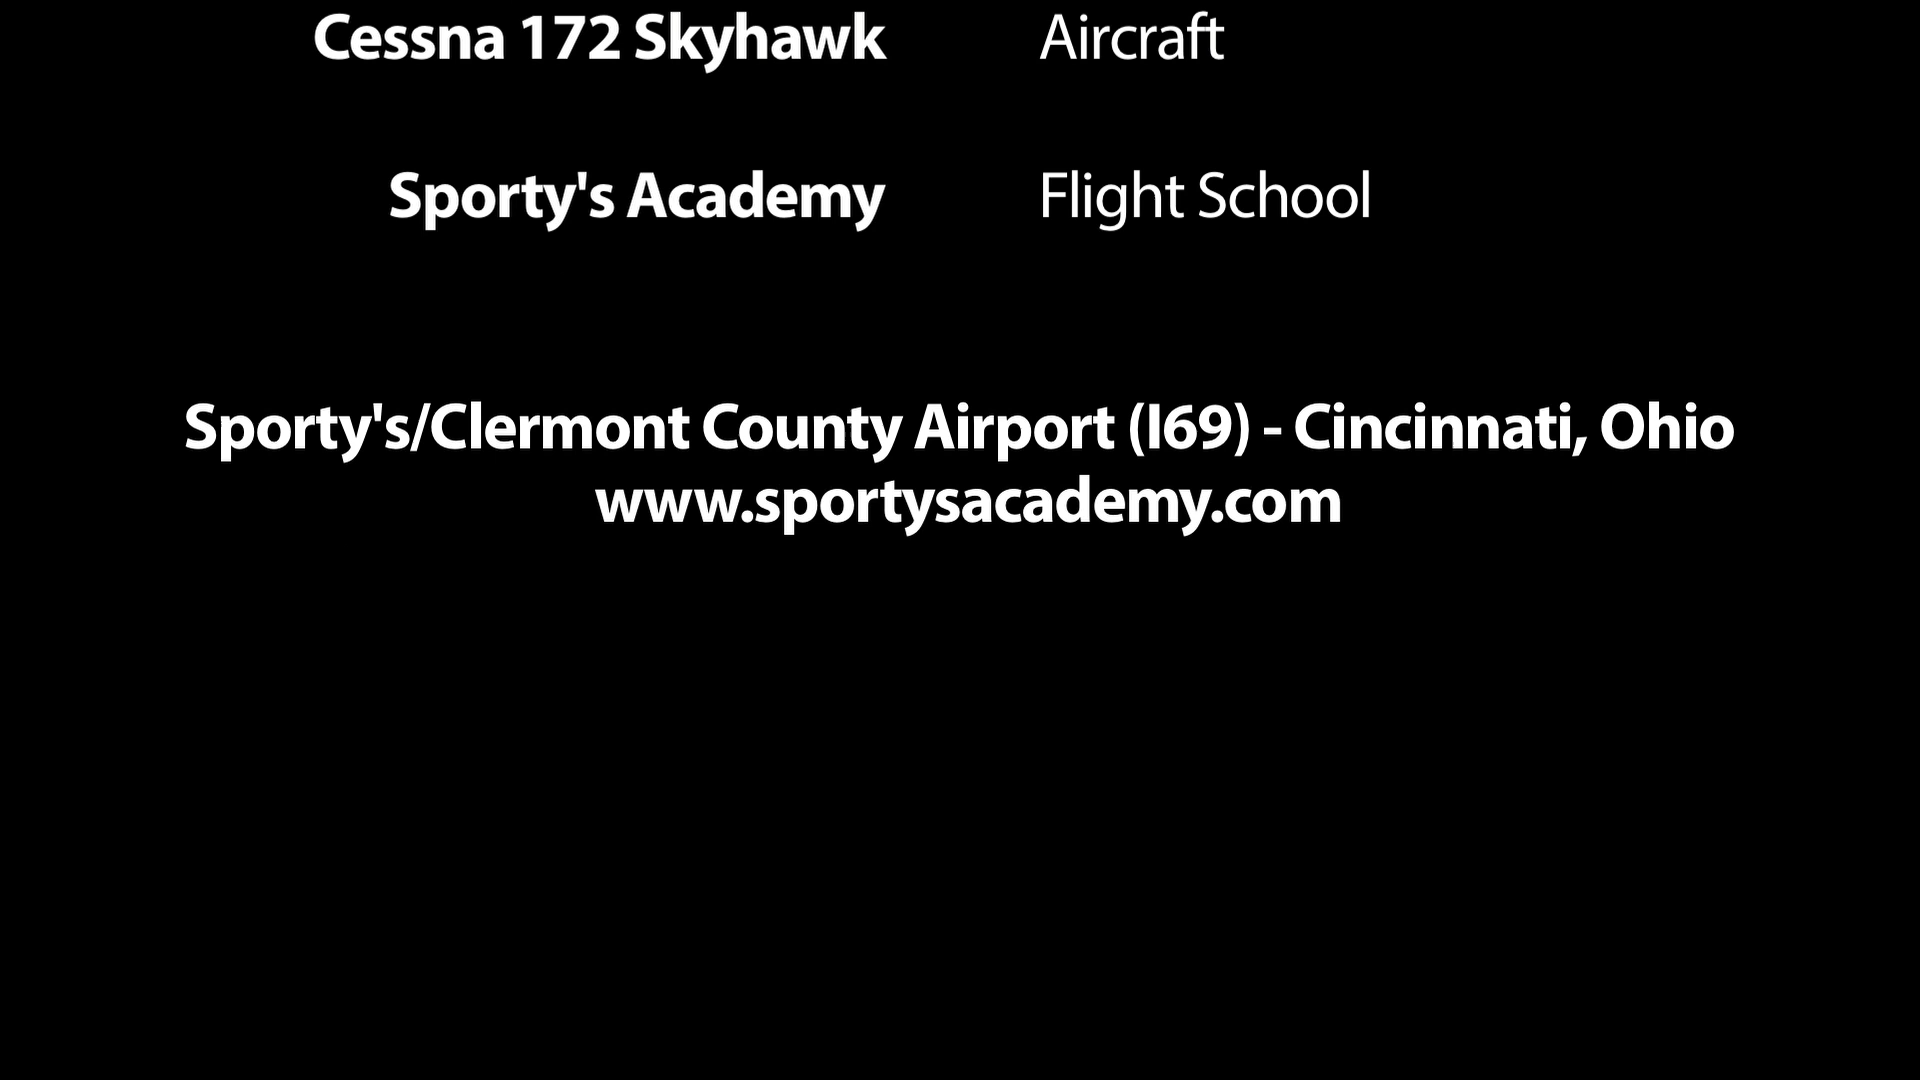 Cessna 172 Skyhawk Aircraft
Sporty's Academy Flight School
Sporty's/Clermont County Airport (I69) - Cincinnati, Ohio
www.sportysacademy.com